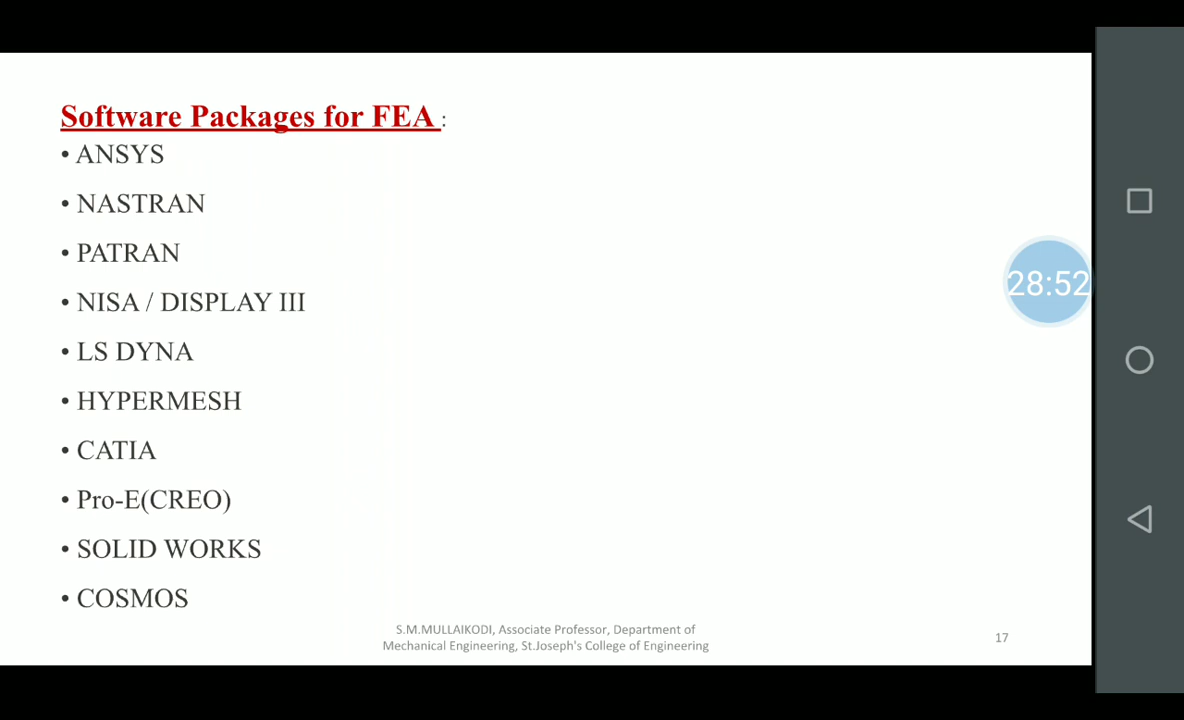 Software Packages for FEA :
• ANSYS
• NASTRAN
• PATRAN
• NISA / DISPLAY III
28:52
• LS DYNA
• HYPERMESH
• CATIA
• Pro-E(CREO)
• SOLID WORKS
• COSMOS
S.M.MULLAIKODI, Associate Professor, Department of
Mechanical Engineering, St.Joseph's College of Engineering
17